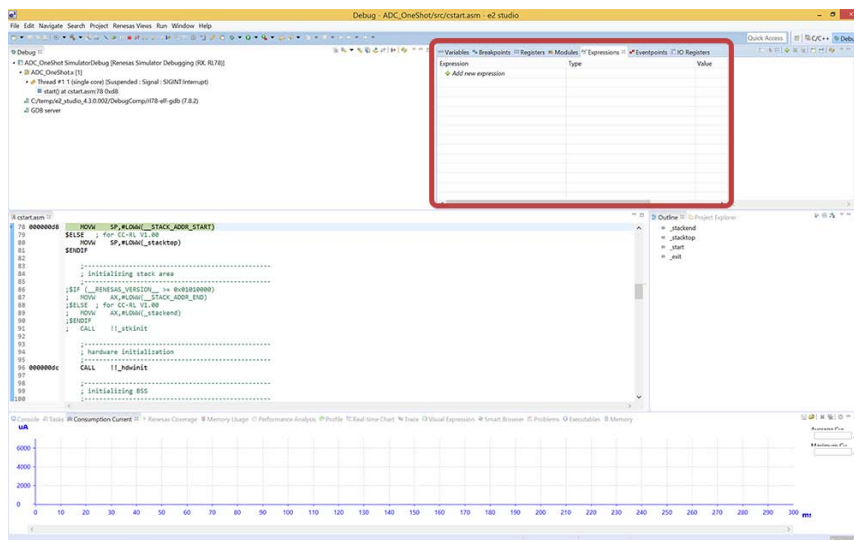 Debug - ADC_OneShot/src/cstart.asm - e2 studio
File Edit Navigate Search Project Renesas Views Run Window Help
Quick Access C/C++ Debu
Debug
ADC_OneShot SimulatorDebug [Renesas Simulator Debugging (RX, RL78)]
ADC_OneShot.x [1]
Thread #1 1 (single core) (Suspended : Signal : SIGINT:Interrupt)
start() at cstart.asm:78 0xd8
C:/temp/e2_studio_4.3.0.002/DebugComp/rl78-elf-gdb (7.8.2)
GDB server
Variables Breakpoints Registers Modules Expressions Eventpoints IO Registers
Expression Type Value
Add new expression
cstart.asm
78 000000d8 MOVW SP,#LOWW(__STACK_ADDR_START)
79 $ELSE ; for CC-RL V1.00
80 MOVW SP,#LOWW(_stacktop)
81 $ENDIF
82
83 ;-----------------------------------------------
84 ; initializing stack area
85 ;-----------------------------------------------
86 ;$IF (__RENESAS_VERSION__ >= 0x01010000)
87 ; MOVW AX,#LOWW(__STACK_ADDR_END)
88 ;$ELSE ; for CC-RL V1.00
89 ; MOVW AX,#LOWW(_stackend)
90 ;$ENDIF
91 ; CALL !!_stkinit
92
93 ;-----------------------------------------------
94 ; hardware initialization
95 ;-----------------------------------------------
96 000000dc CALL !!_hdwinit
97
98 ;-----------------------------------------------
99 ; initializing BSS
100 ;-----------------------------------------------
Outline Project Explorer
_stackend
_stacktop
_start
_exit
Console Tasks Consumption Current Renesas Coverage Memory Usage Performance Analysis Profile Real-time Chart Trace Visual Expression Smart Browser Problems Executables Memory
uA
6000
4000
2000
0
0 10 20 30 40 50 60 70 80 90 100 110 120 130 140 150 160 170 180 190 200 210 220 230 240 250 260 270 280 290 300 ms